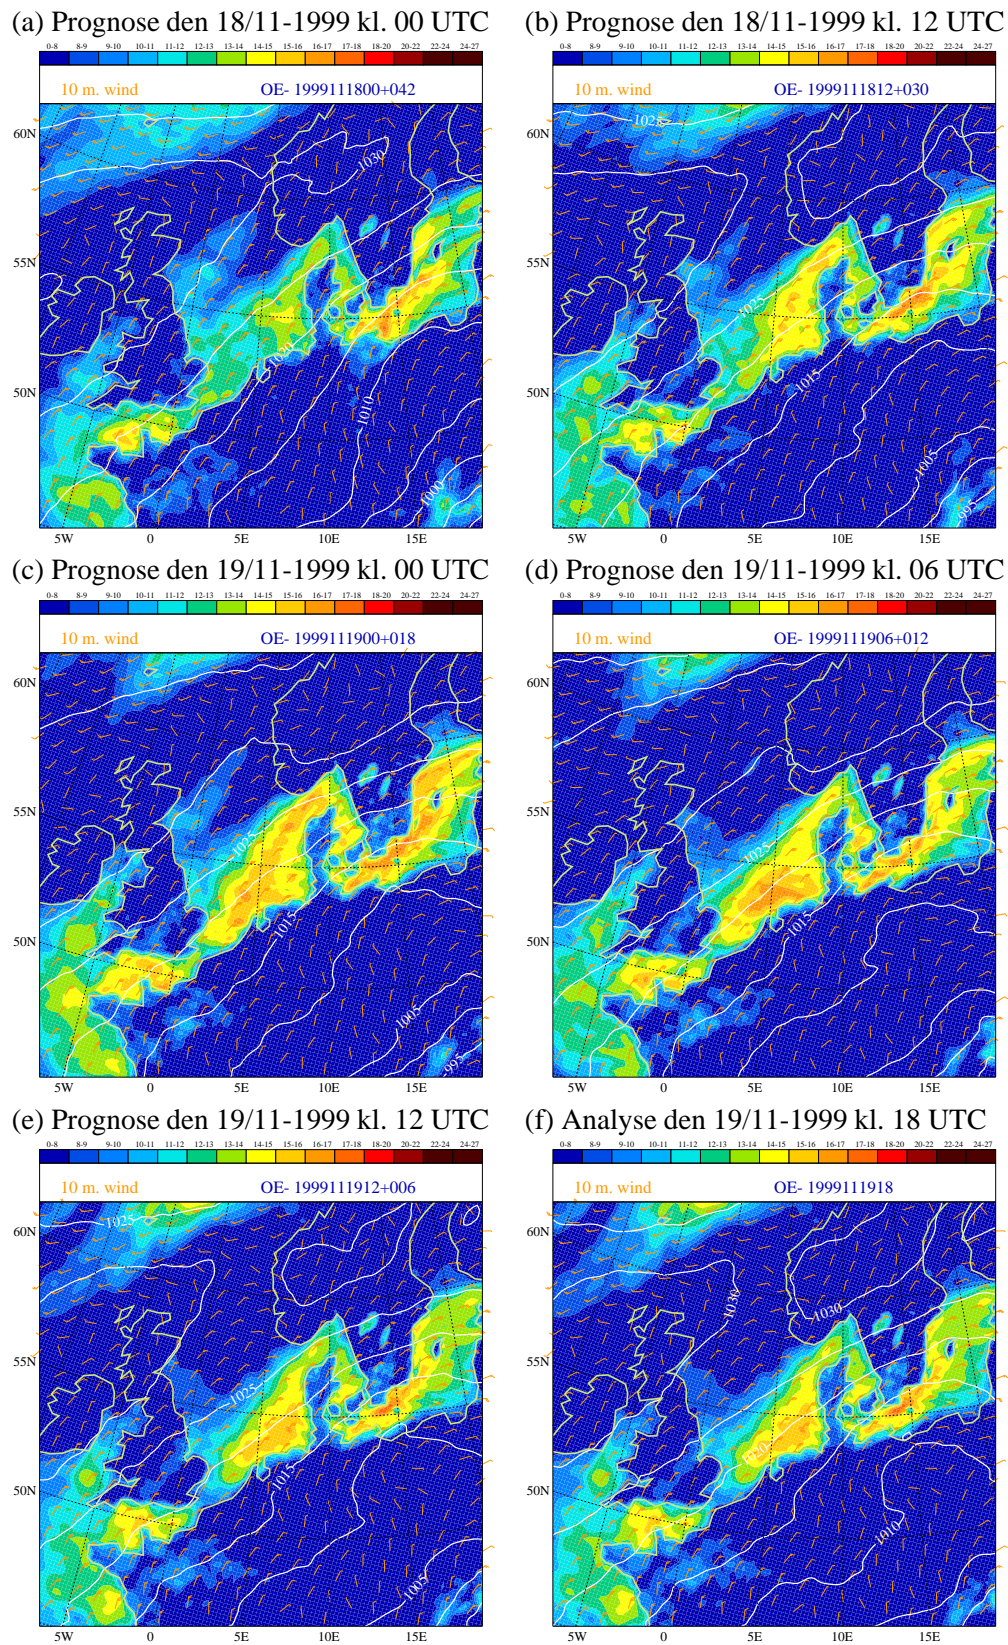 (a) Prognose den 18/11-1999 kl. 00 UTC
0-8 8-9 9-10 10-11 11-12 12-13 13-14 14-15 15-16 16-17 17-18 18-20 20-22 22-24 24-27
10 m. wind OE- 1999111800+042
60N
1030
55N
1020
50N
1010
1000
5W 0 5E 10E 15E
(b) Prognose den 18/11-1999 kl. 12 UTC
0-8 8-9 9-10 10-11 11-12 12-13 13-14 14-15 15-16 16-17 17-18 18-20 20-22 22-24 24-27
10 m. wind OE- 1999111812+030
1025
60N
55N
1025
1015
50N
1005
995
5W 0 5E 10E 15E
(c) Prognose den 19/11-1999 kl. 00 UTC
0-8 8-9 9-10 10-11 11-12 12-13 13-14 14-15 15-16 16-17 17-18 18-20 20-22 22-24 24-27
10 m. wind OE- 1999111900+018
60N
55N
1025
1015
50N
1005
995
5W 0 5E 10E 15E
(d) Prognose den 19/11-1999 kl. 06 UTC
0-8 8-9 9-10 10-11 11-12 12-13 13-14 14-15 15-16 16-17 17-18 18-20 20-22 22-24 24-27
10 m. wind OE- 1999111906+012
60N
55N
1025
1015
50N
5W 0 5E 10E 15E
(e) Prognose den 19/11-1999 kl. 12 UTC
0-8 8-9 9-10 10-11 11-12 12-13 13-14 14-15 15-16 16-17 17-18 18-20 20-22 22-24 24-27
10 m. wind OE- 1999111912+006
1025
60N
55N
1025
1015
50N
1005
5W 0 5E 10E 15E
(f) Analyse den 19/11-1999 kl. 18 UTC
0-8 8-9 9-10 10-11 11-12 12-13 13-14 14-15 15-16 16-17 17-18 18-20 20-22 22-24 24-27
10 m. wind OE- 1999111918
60N
1030
1030
55N
1020
50N
1010
5W 0 5E 10E 15E